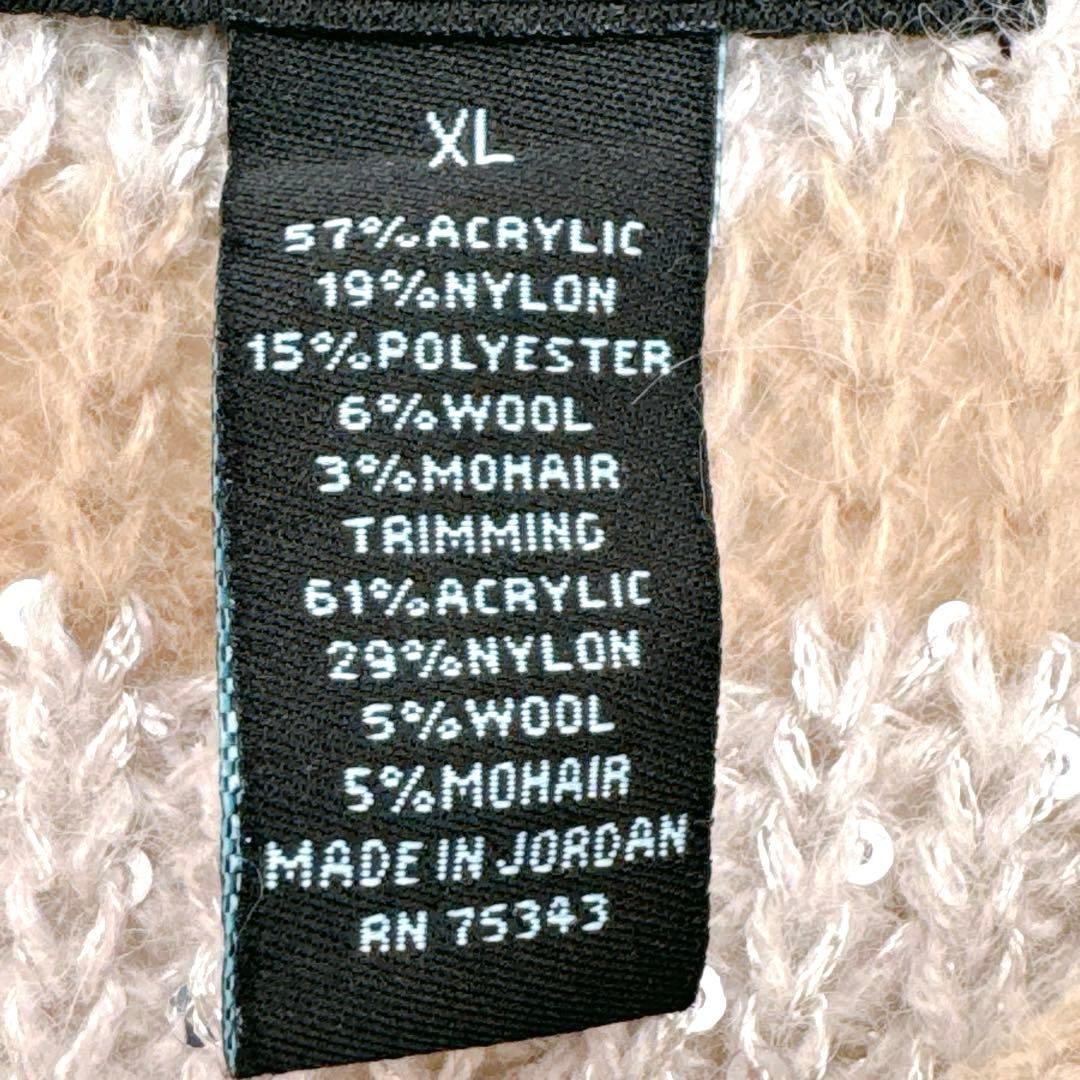 XL
57%ACRYLIC
19%NYLON
15%POLYESTER
6%WOOL
3%MOHAIR
TRIMMING
61%ACRYLIC
29%NYLON
5%WOOL
5%MOHAIR
MADE IN JORDAN
RN 75343